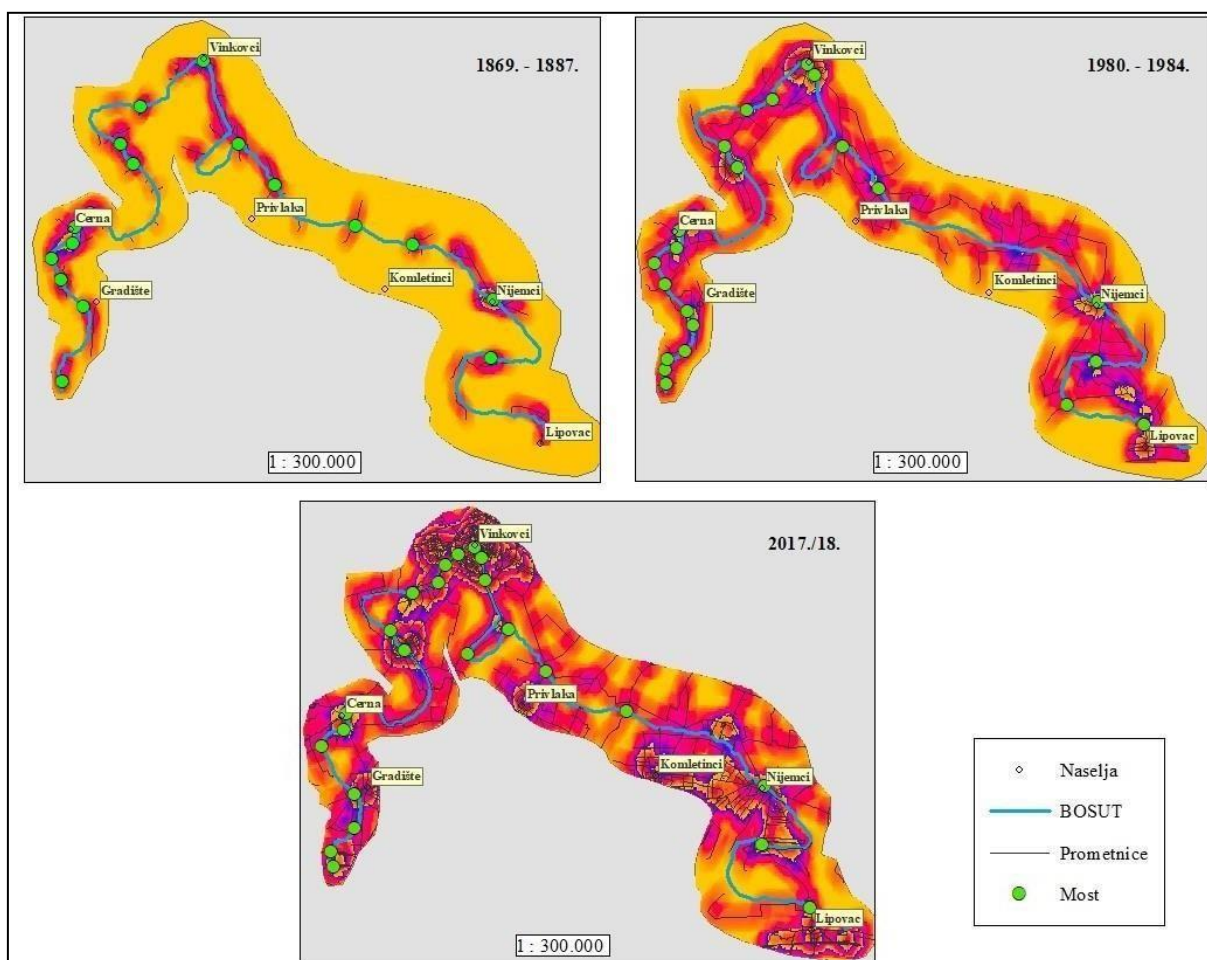 Vinkovci
1869. - 1887.
Cerna
Privlaka
Gradište
Komletinci
Nijemci
Lipovac
1 : 300.000
Vinkovci
1980. - 1984.
Privlaka
Cerna
Gradište
Komletinci
Nijemci
Lipovac
1 : 300.000
Vinkovci
2017./18.
Privlaka
Cerna
Komletinci
Gradište
Nijemci
Lipovac
1 : 300.000
Naselja
BOSUT
Prometnice
Most